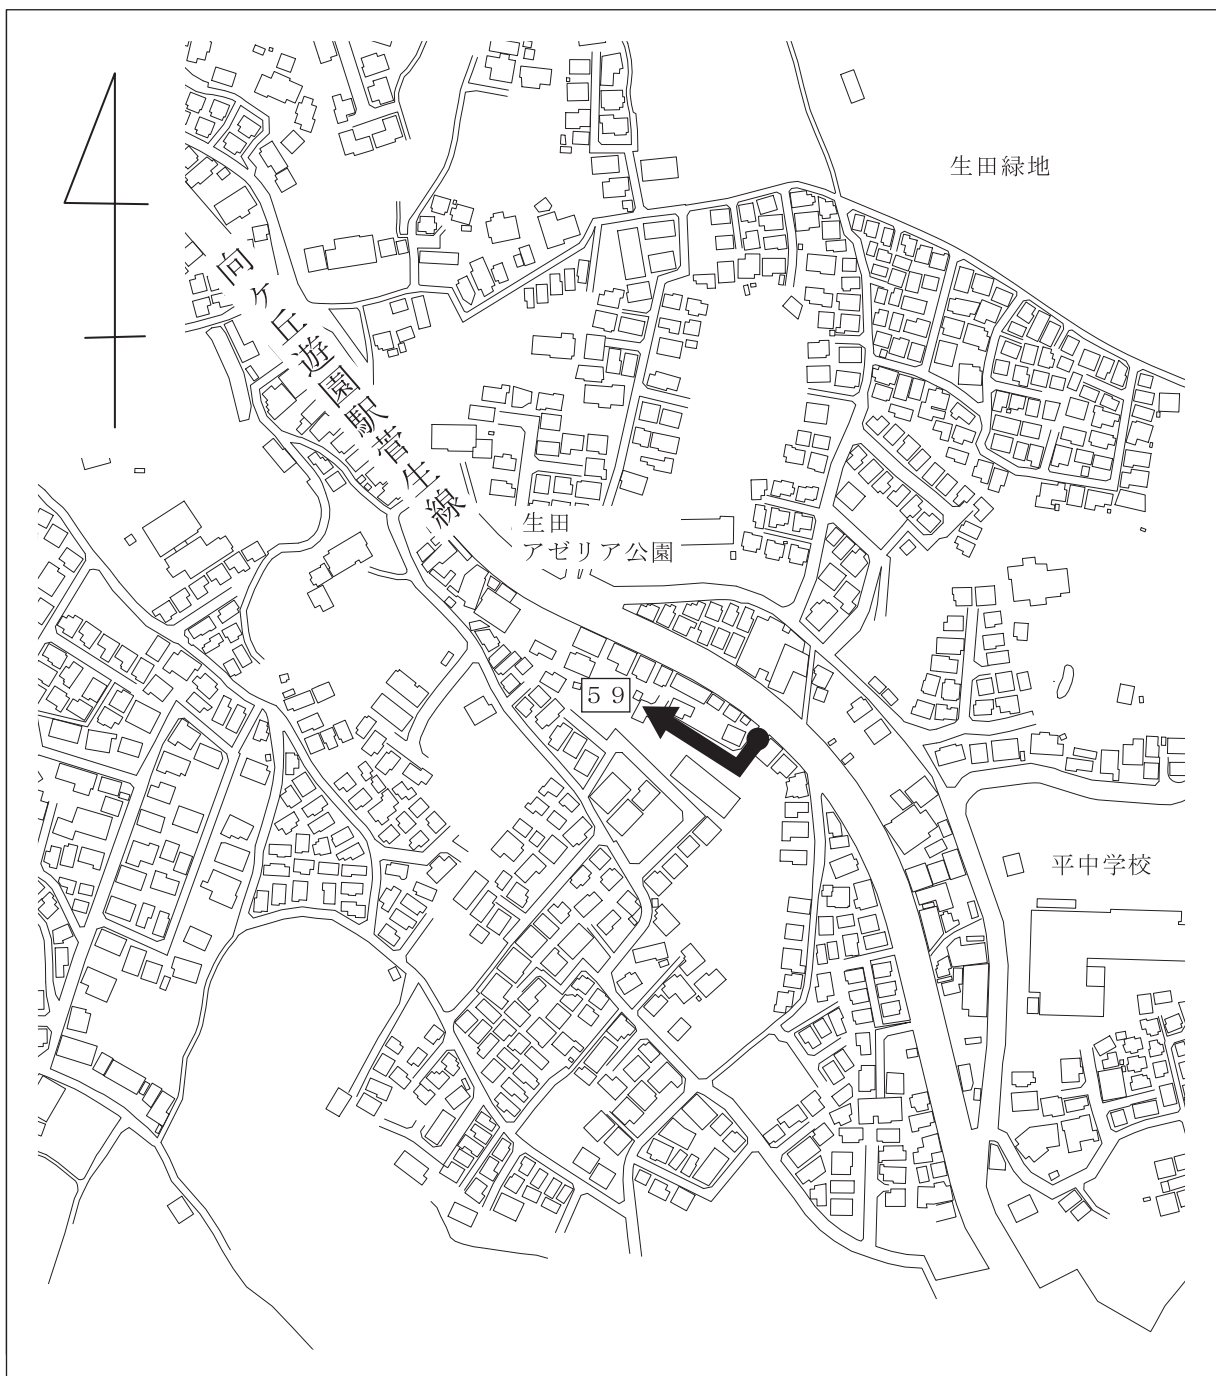 生田緑地
向ヶ丘遊園駅菅生線
生田
アゼリア公園
５９
平中学校